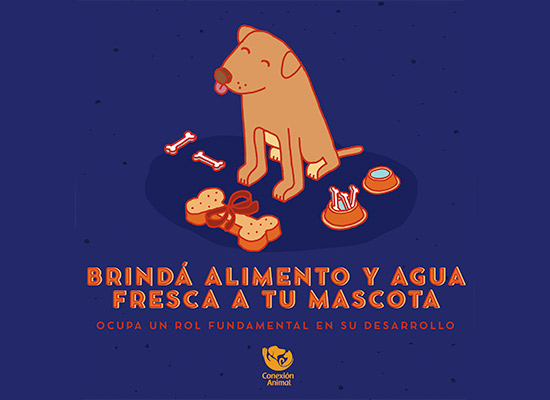 BRINDÁ ALIMENTO Y AGUA
FRESCA A TU MASCOTA
OCUPA UN ROL FUNDAMENTAL EN SU DESARROLLO
Conexión
Animal